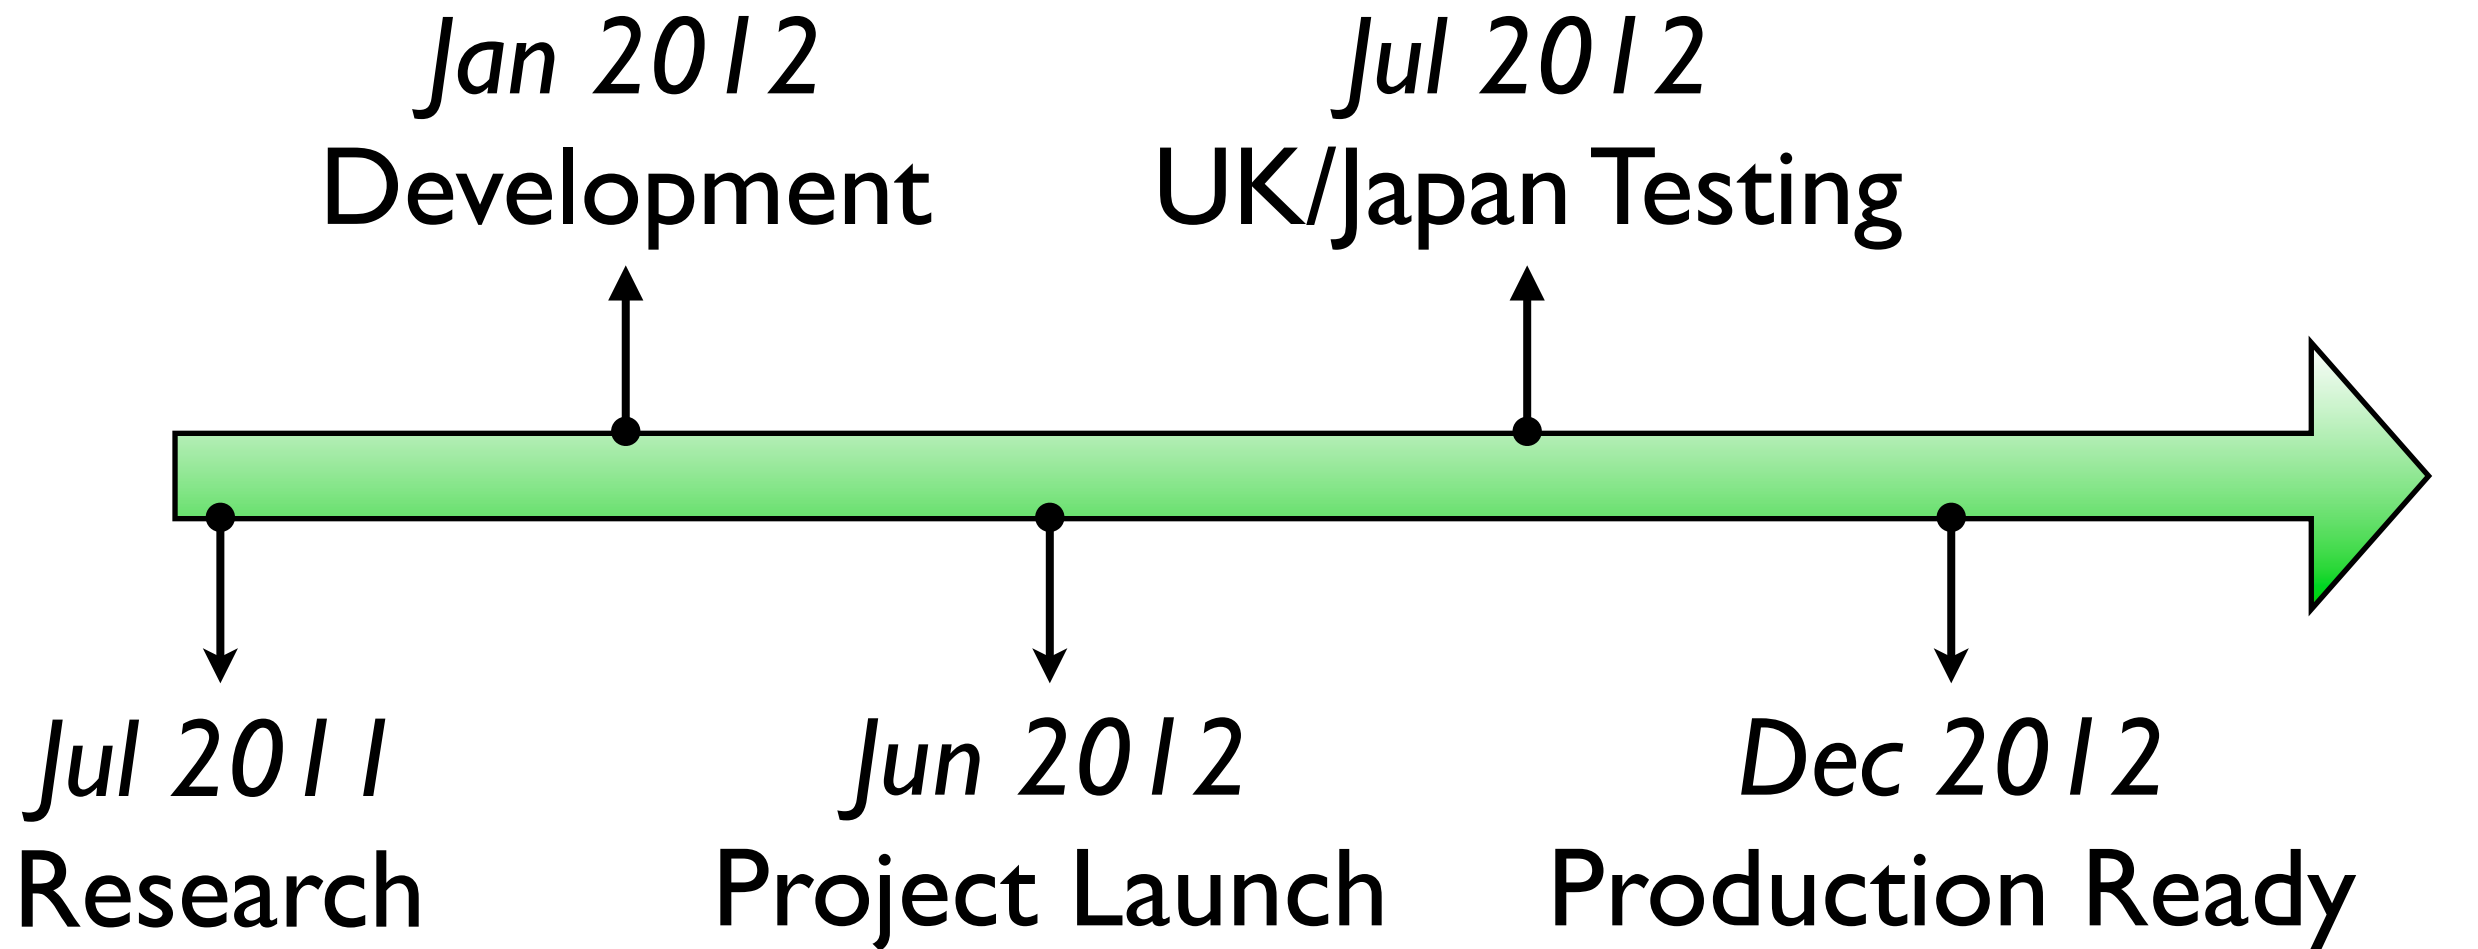 Jan 2012
Development
Jul 2012
UK/Japan Testing
Jul 2011
Research
Jun 2012
Project Launch
Dec 2012
Production Ready